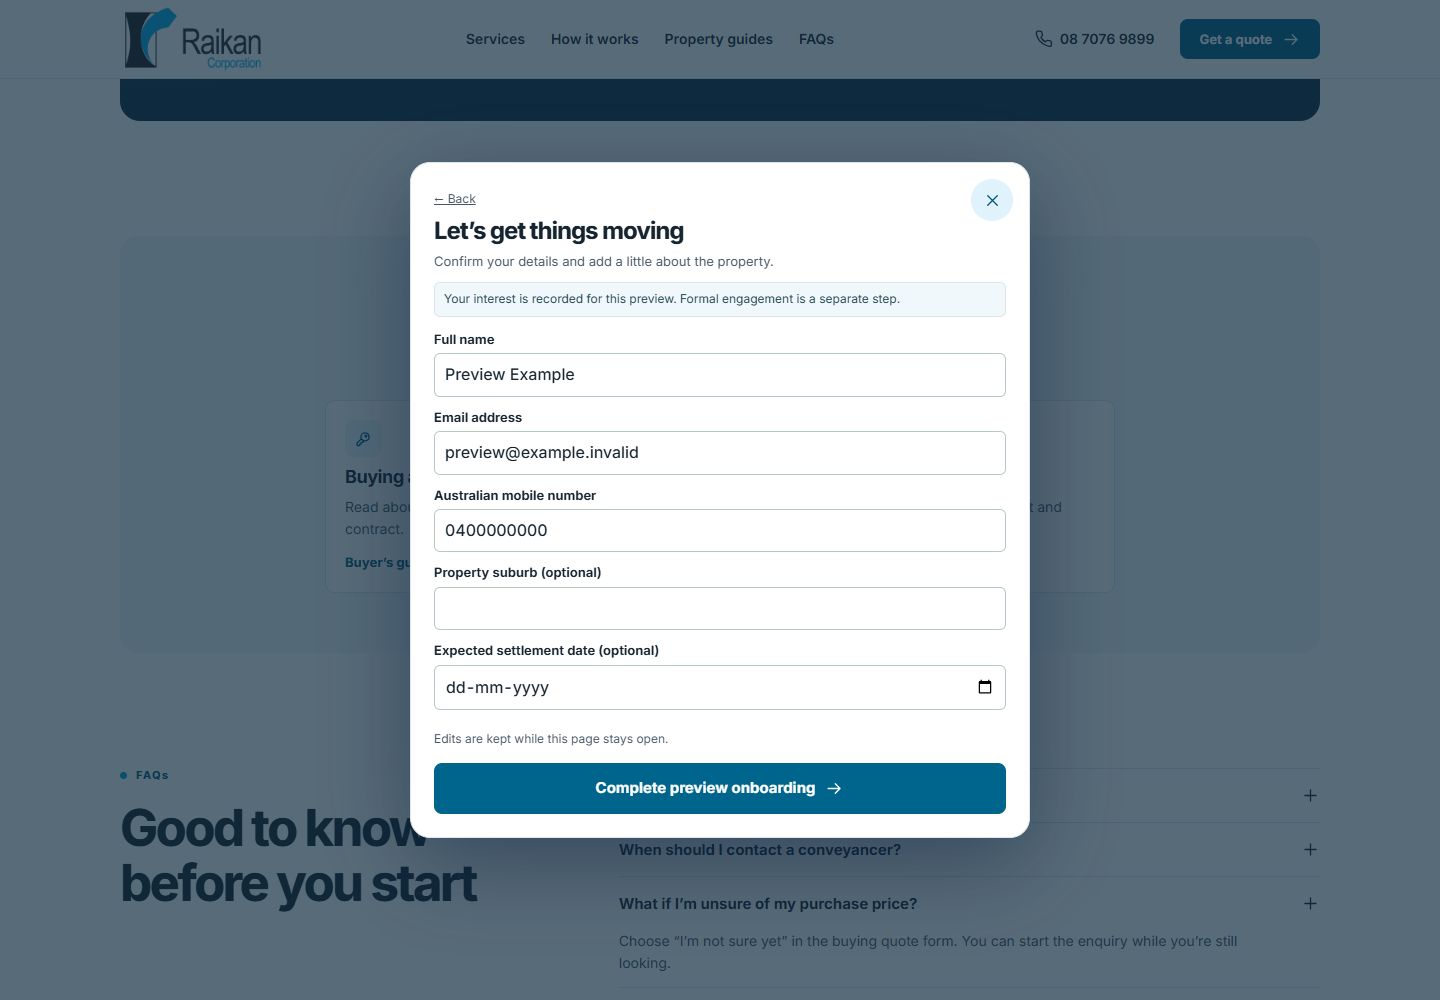 Raikan
Corporation
Services
How it works
Property guides
FAQs
08 7076 9899
Get a quote →
← Back
Let’s get things moving
Confirm your details and add a little about the property.
Your interest is recorded for this preview. Formal engagement is a separate step.
Full name
Preview Example
Email address
preview@example.invalid
Australian mobile number
0400000000
Property suburb (optional)
Expected settlement date (optional)
dd-mm-yyyy
Edits are kept while this page stays open.
Complete preview onboarding →
Buying
Read
contract.
Buyer’s
and
FAQs
Good to know
before you start
When should I contact a conveyancer?
What if I’m unsure of my purchase price?
Choose “I’m not sure yet” in the buying quote form. You can start the enquiry while you’re still
looking.